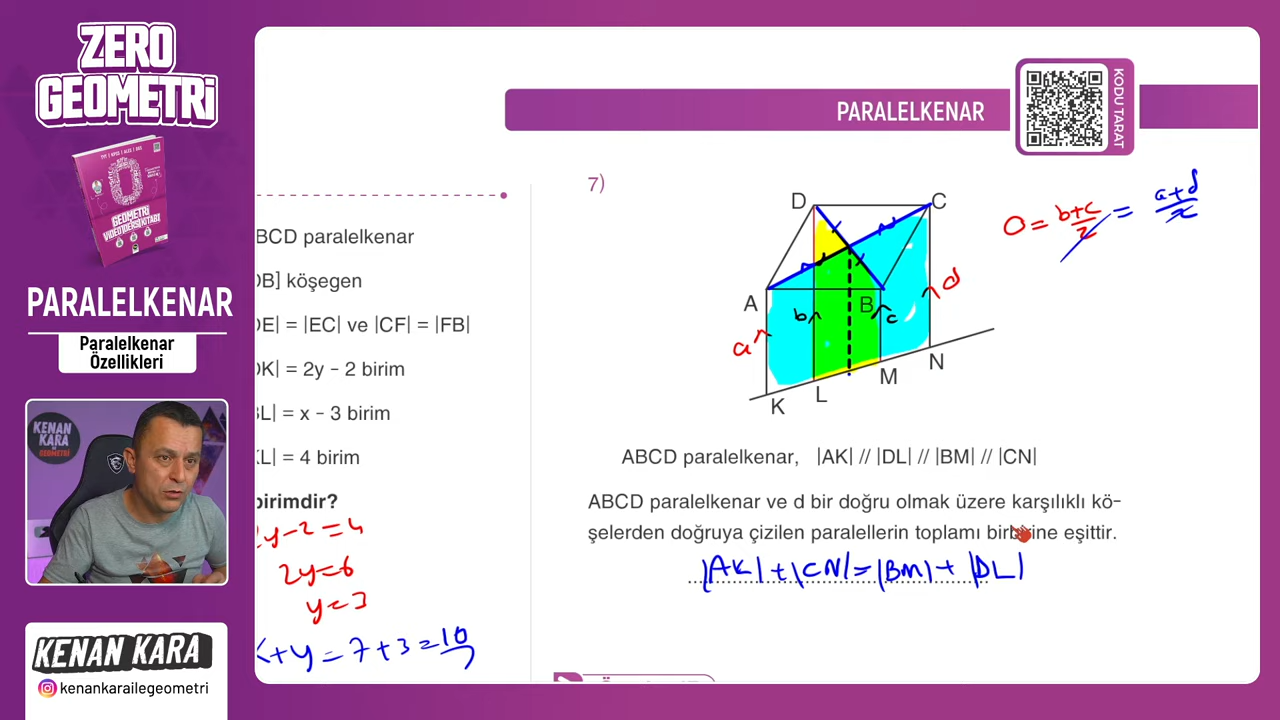 ZERO
GEOMETRİ
GEOMETRİ
VİDEO DERS KİTABI
PARALELKENAR
Paralelkenar
Özellikleri
KENAN
KARA
KENAN KARA
kenankarailegeometri
PARALELKENAR
KODU TARAT
BCD paralelkenar
DB] köşegen
DE| = |EC| ve |CF| = |FB|
DK| = 2y - 2 birim
BL| = x - 3 birim
KL| = 4 birim
birimdir?
2y-2=4
2y=6
y=3
x+y=7+3=10
7)
D
C
A
B
K
L
M
N
a
b
c
d
O = b+c/2 = a+d/2
ABCD paralelkenar, |AK| // |DL| // |BM| // |CN|
ABCD paralelkenar ve d bir doğru olmak üzere karşılıklı kö-
şelerden doğruya çizilen paralellerin toplamı birbirine eşittir.
|AK|+|CN|=|BM|+|DL|